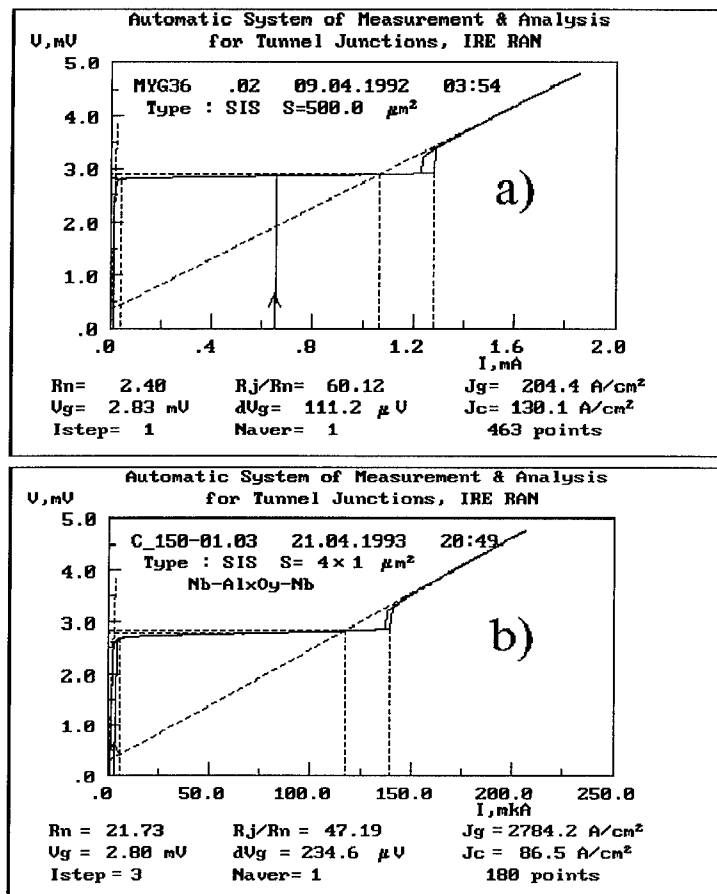 Automatic System of Measurement & Analysis
for Tunnel Junctions, IRE RAN
V,mV
5.0
MYG36 .02 09.04.1992 03:54
Type : SIS S=500.0 μm²
4.0
3.0
a)
2.0
1.0
.0
.0 .4 .8 1.2 1.6 2.0
I,mA
Rn= 2.40 Rj/Rn= 60.12 Jg= 204.4 A/cm²
Vg= 2.83 mV dVg= 111.2 μV Jc= 130.1 A/cm²
Istep= 1 Naver= 1 463 points
Automatic System of Measurement & Analysis
for Tunnel Junctions, IRE RAN
V,mV
5.0
C_150-01.03 21.04.1993 20:49
Type : SIS S= 4×1 μm²
Nb-AlxOy-Nb
4.0
3.0
b)
2.0
1.0
.0
.0 50.0 100.0 150.0 200.0 250.0
I,mkA
Rn = 21.73 Rj/Rn = 47.19 Jg=2784.2 A/cm²
Vg = 2.80 mV dVg = 234.6 μV Jc= 86.5 A/cm²
Istep = 3 Naver= 1 180 points